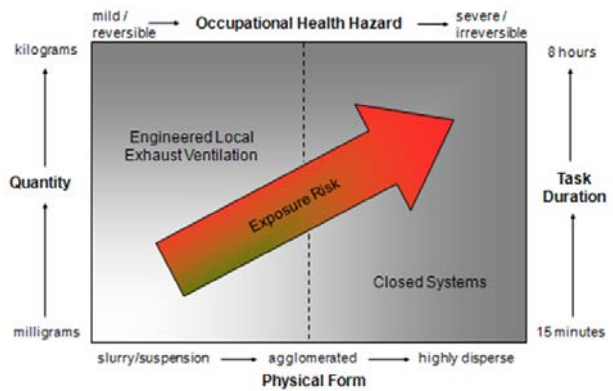 mild /
reversible
Occupational Health Hazard
severe /
irreversible
kilograms
8 hours
Engineered Local
Exhaust Ventilation
Quantity
Exposure Risk
Task
Duration
Closed Systems
milligrams
15 minutes
slurry/suspension
agglomerated
highly disperse
Physical Form